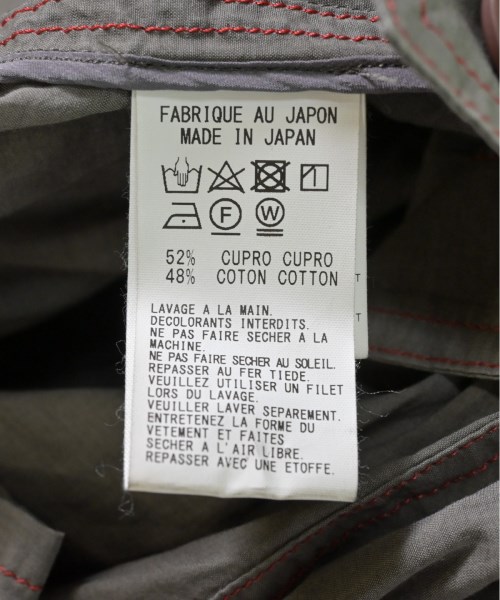 FABRIQUE AU JAPON
MADE IN JAPAN
F W
52% CUPRO CUPRO
48% COTON COTTON
T
T
LAVAGE A LA MAIN.
DECOLORANTS INTERDITS.
NE PAS FAIRE SECHER A LA
MACHINE.
NE PAS FAIRE SECHER AU SOLEIL.
REPASSER AU FER TIEDE.
VEUILLEZ UTILISER UN FILET
LORS DU LAVAGE.
VEUILLER LAVER SEPAREMENT.
ENTRETENEZ LA FORME DU
VETEMENT ET FAITES
SECHER A L'AIR LIBRE.
REPASSER AVEC UNE ETOFFE.